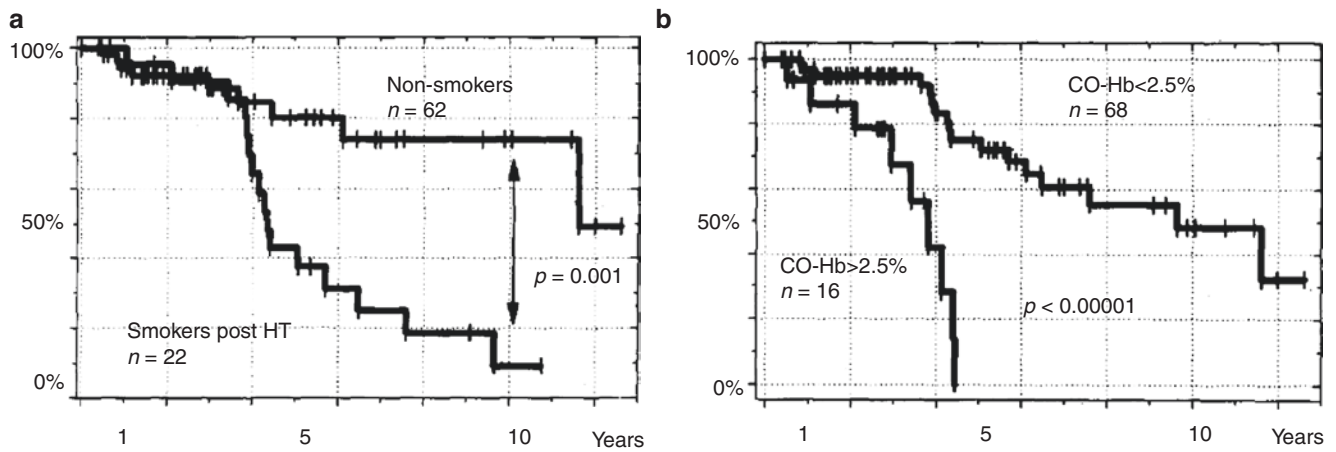 a
100%
Non-smokers
n = 62
50%
p = 0.001
Smokers post HT
n = 22
0%
1 5 10 Years
b
100%
CO-Hb<2.5%
n = 68
50%
CO-Hb>2.5%
n = 16
p < 0.00001
0%
1 5 10 Years